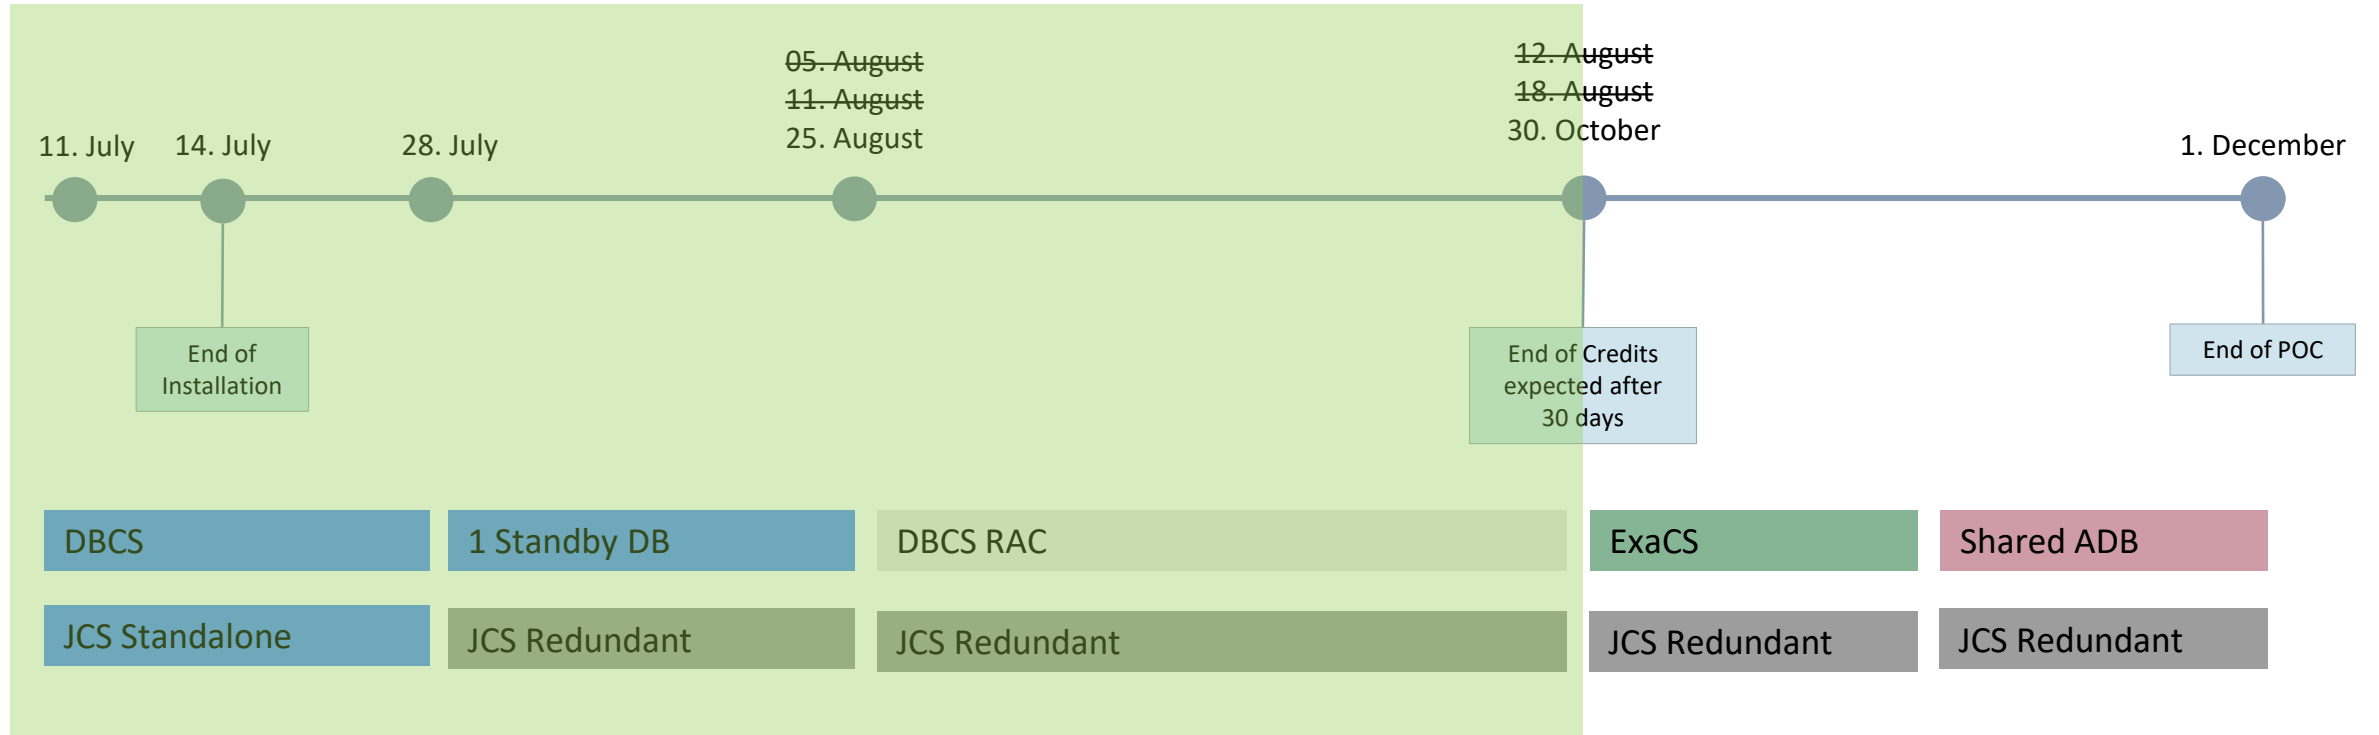 11. July
14. July
28. July
05. August
11. August
25. August
12. August
18. August
30. October
1. December
End of
Installation
End of Credits
expected after
30 days
End of POC
DBCS
1 Standby DB
DBCS RAC
ExaCS
Shared ADB
JCS Standalone
JCS Redundant
JCS Redundant
JCS Redundant
JCS Redundant